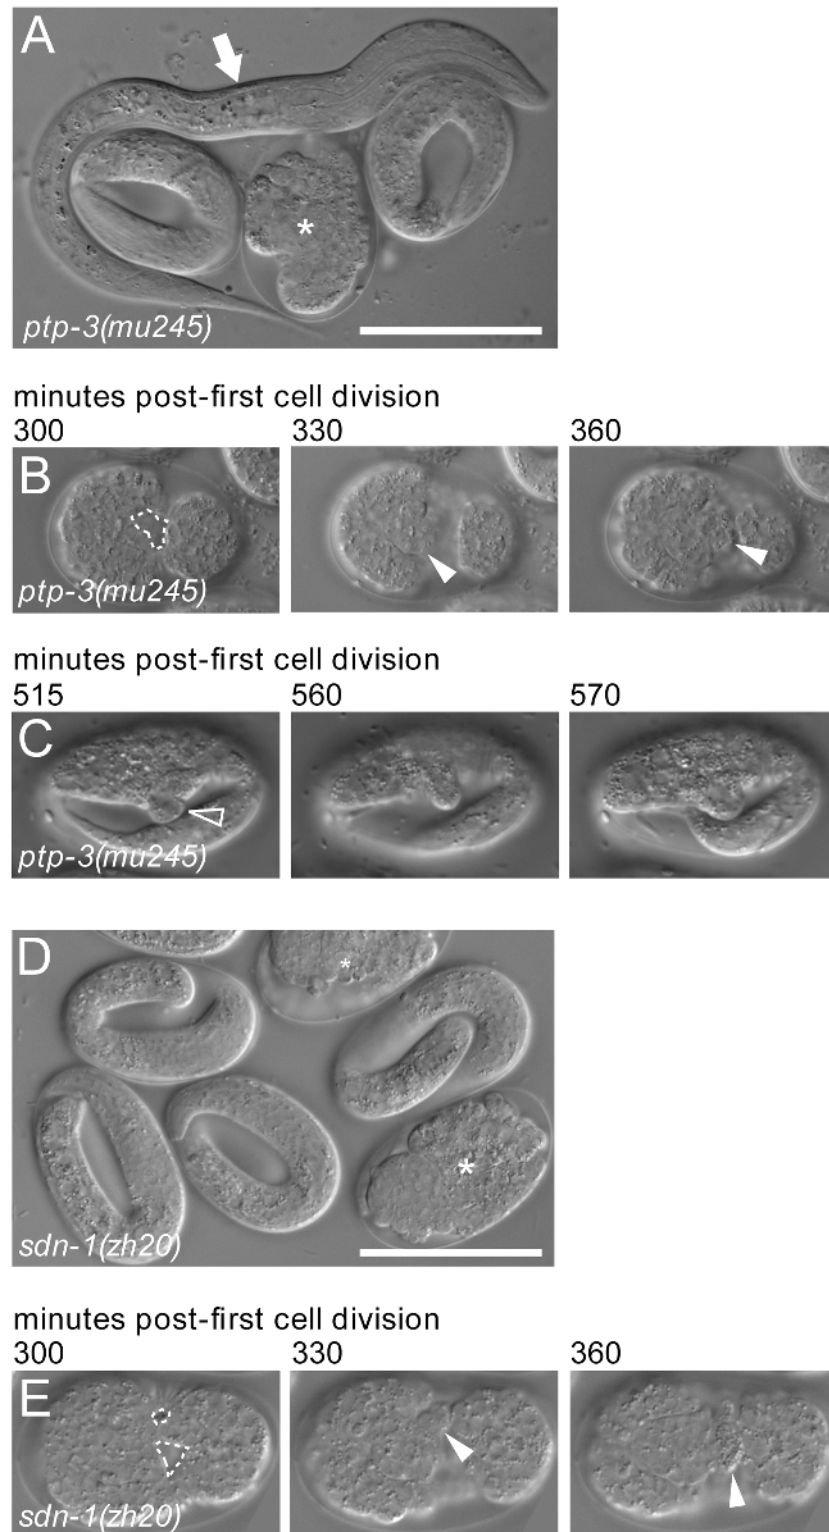 A
*
ptp-3(mu245)
minutes post-first cell division
300 330 360
B
ptp-3(mu245)
minutes post-first cell division
515 560 570
C
ptp-3(mu245)
D
*
*
sdn-1(zh20)
minutes post-first cell division
300 330 360
E
sdn-1(zh20)